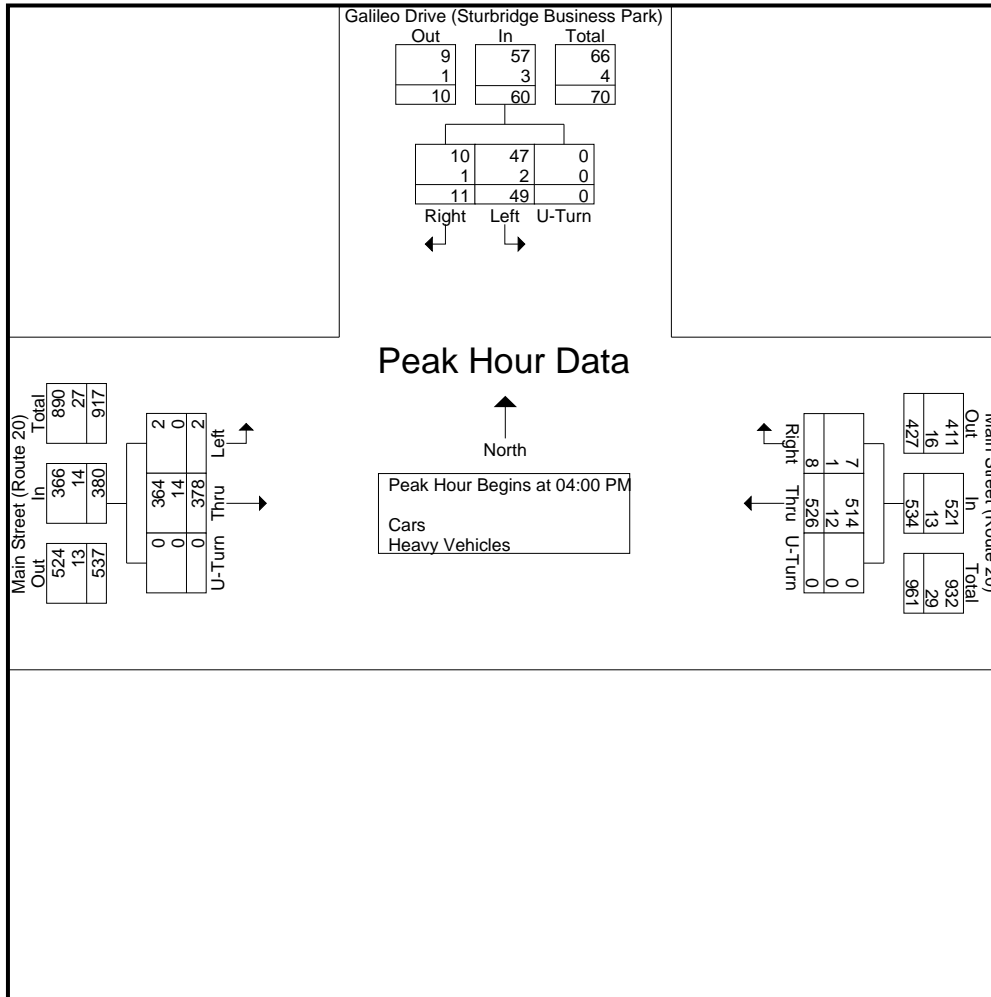 Galileo Drive (Sturbridge Business Park)
Out In Total
9 57 66
1 3 4
10 60 70
10 47 0
1 2 0
11 49 0
Right Left U-Turn
Peak Hour Data
North
Peak Hour Begins at 04:00 PM
Cars
Heavy Vehicles
Main Street (Route 20)
Out In Total
524 366 890
13 14 27
537 380 917
Left Thru U-Turn
2 364 0
0 14 0
2 378 0
Main Street (Route 20)
Out In Total
411 521 932
16 13 29
427 534 961
7 514 0
1 12 0
8 526 0
Right Thru U-Turn